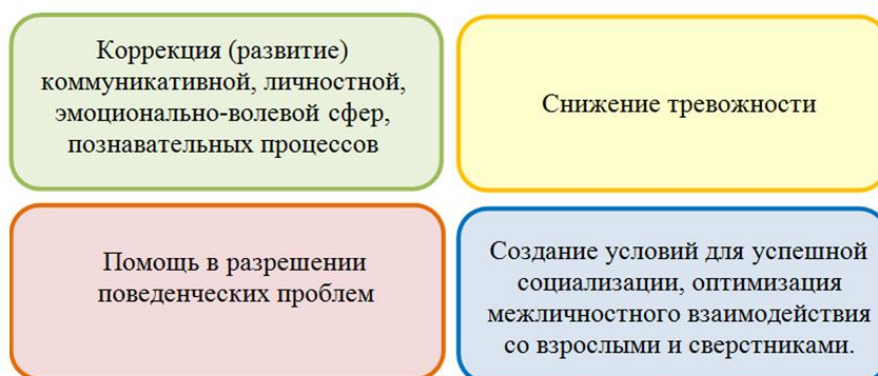 Коррекция (развитие)
коммуникативной, личностной,
эмоционально-волевой сфер,
познавательных процессов
Снижение тревожности
Помощь в разрешении
поведенческих проблем
Создание условий для успешной
социализации, оптимизация
межличностного взаимодействия
со взрослыми и сверстниками.